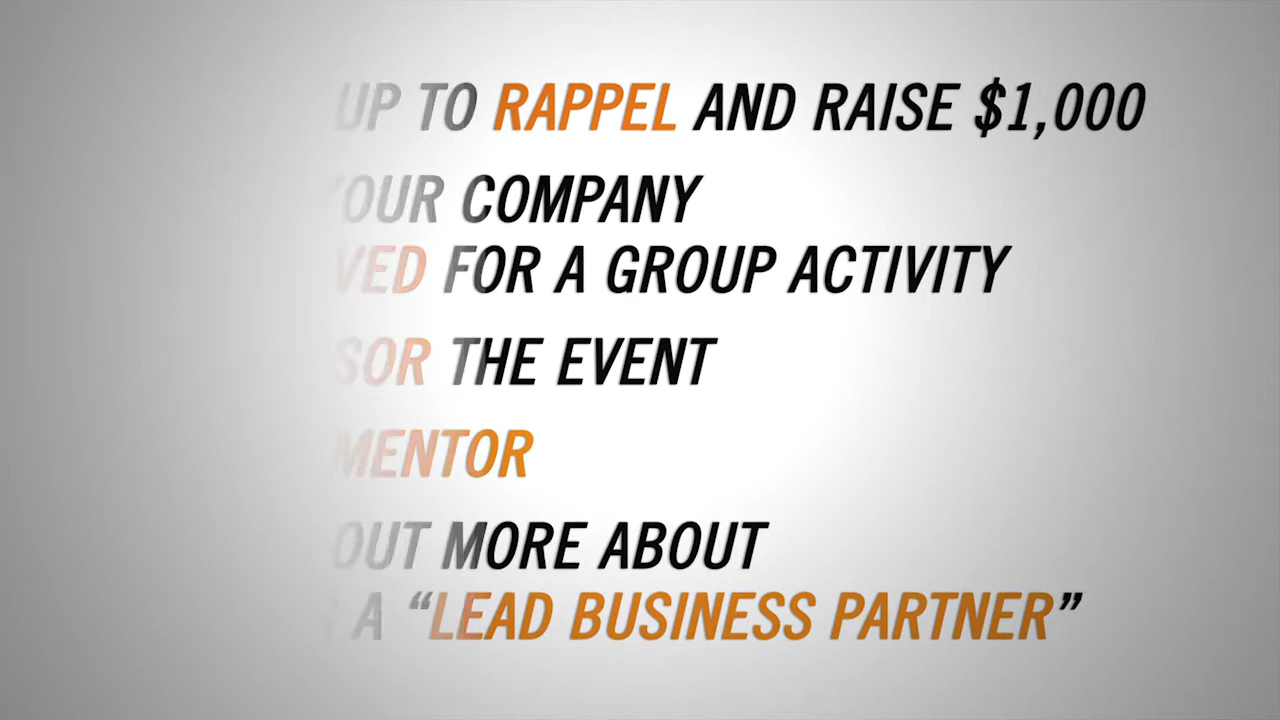 UP TO RAPPEL AND RAISE $1,000
YOUR COMPANY
VED FOR A GROUP ACTIVITY
SOR THE EVENT
MENTOR
OUT MORE ABOUT
A “LEAD BUSINESS PARTNER”